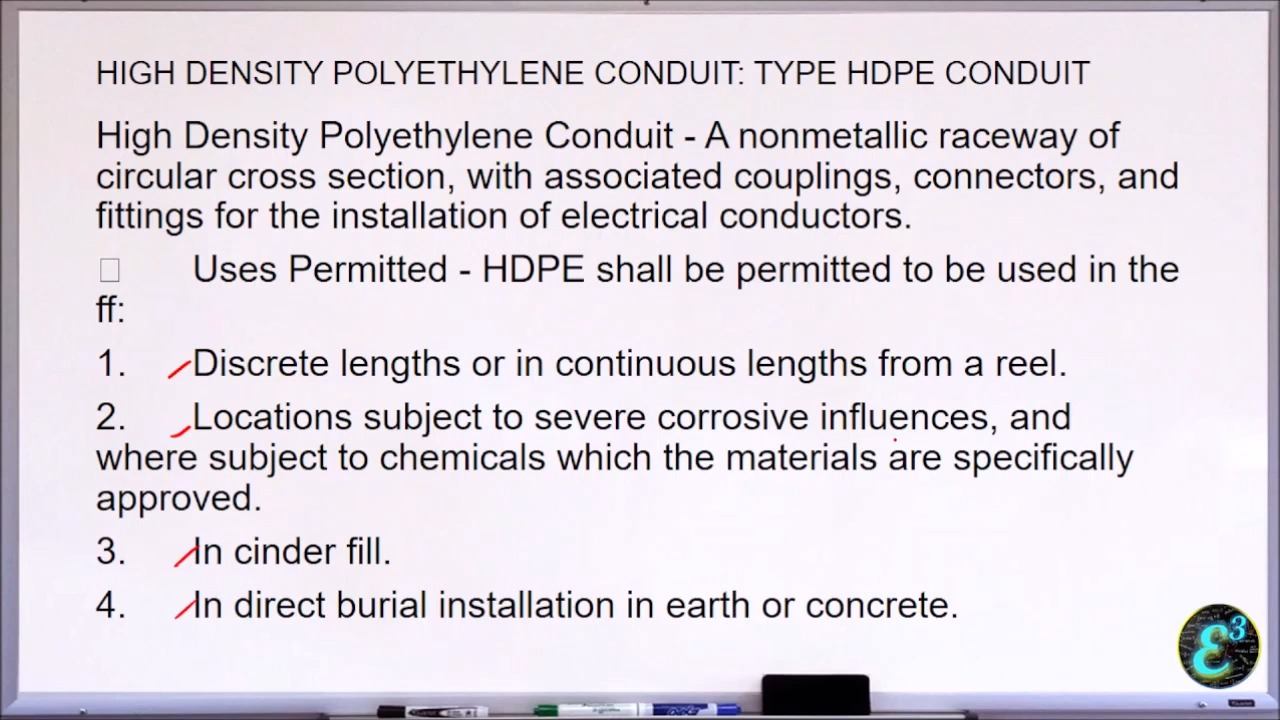 HIGH DENSITY POLYETHYLENE CONDUIT: TYPE HDPE CONDUIT
High Density Polyethylene Conduit - A nonmetallic raceway of
circular cross section, with associated couplings, connectors, and
fittings for the installation of electrical conductors.
Uses Permitted - HDPE shall be permitted to be used in the
ff:
1. Discrete lengths or in continuous lengths from a reel.
2. Locations subject to severe corrosive influences, and
where subject to chemicals which the materials are specifically
approved.
3. In cinder fill.
4. In direct burial installation in earth or concrete.
ε3